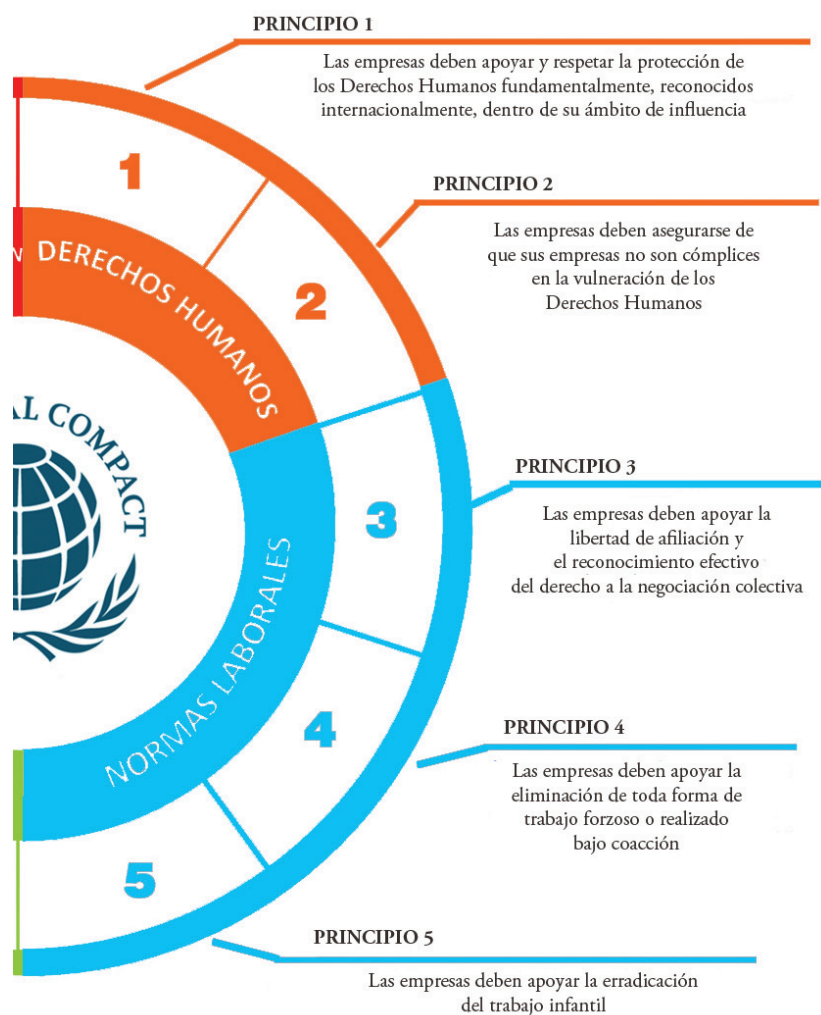 PRINCIPIO 1
Las empresas deben apoyar y respetar la protección de
los Derechos Humanos fundamentalmente, reconocidos
internacionalmente, dentro de su ámbito de influencia
1
PRINCIPIO 2
Las empresas deben asegurarse de
que sus empresas no son cómplices
en la vulneración de los
Derechos Humanos
2
N DERECHOS HUMANOS
AL COMPACT
PRINCIPIO 3
Las empresas deben apoyar la
libertad de afiliación y
el reconocimiento efectivo
del derecho a la negociación colectiva
3
NORMAS LABORALES
PRINCIPIO 4
Las empresas deben apoyar la
eliminación de toda forma de
trabajo forzoso o realizado
bajo coacción
4
5
PRINCIPIO 5
Las empresas deben apoyar la erradicación
del trabajo infantil